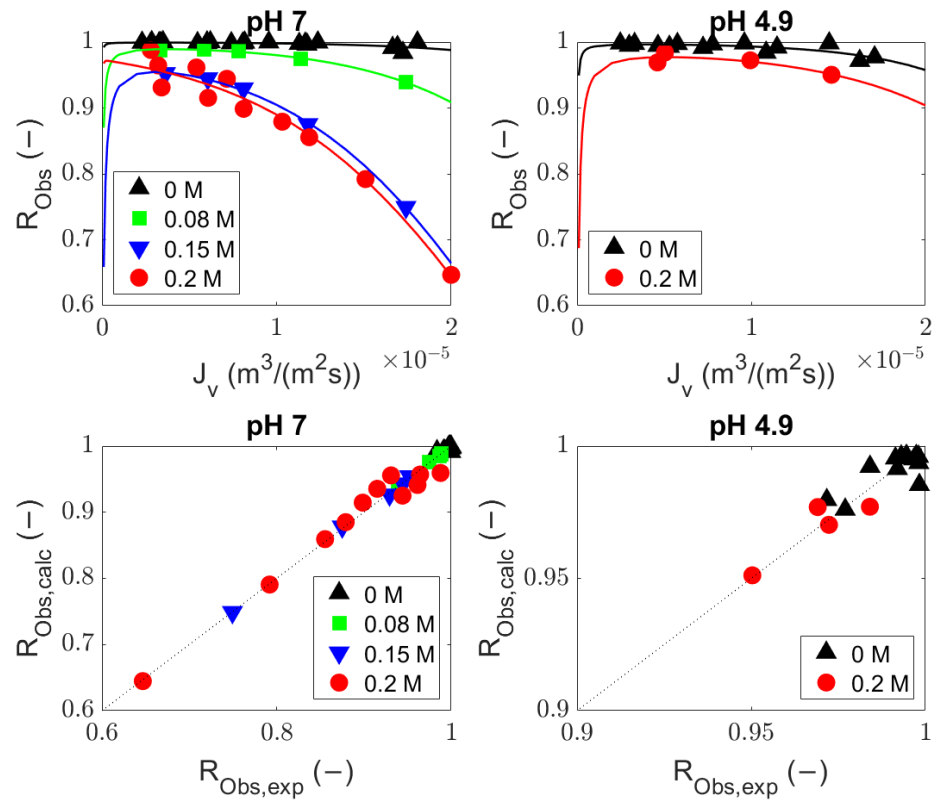 pH 7
1
0.9
0.8
0.7
0.6
R_Obs (−)
0 M
0.08 M
0.15 M
0.2 M
0 1 2
×10⁻⁵
J_v (m³/(m²s))
pH 4.9
1
0.9
0.8
0.7
0.6
R_Obs (−)
0 M
0.2 M
0 1 2
×10⁻⁵
J_v (m³/(m²s))
pH 7
1
0.9
0.8
0.7
0.6
R_Obs,calc (−)
0 M
0.08 M
0.15 M
0.2 M
0.6 0.8 1
R_Obs,exp (−)
pH 4.9
1
0.95
0.9
R_Obs,calc (−)
0 M
0.2 M
0.9 0.95 1
R_Obs,exp (−)